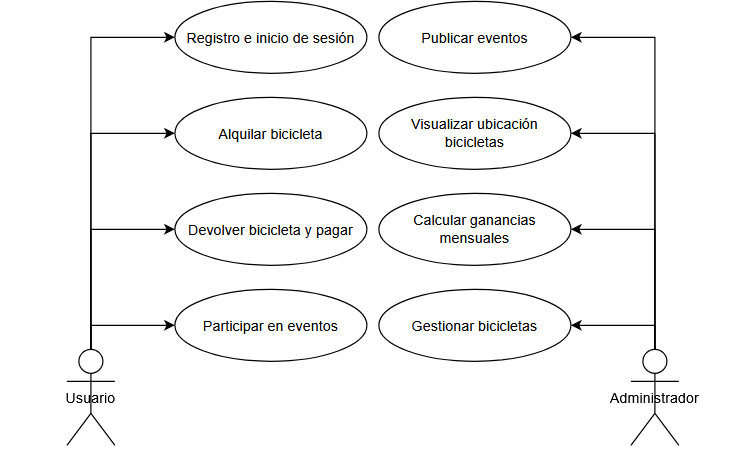 Registro e inicio de sesión
Publicar eventos
Alquilar bicicleta
Visualizar ubicación
bicicletas
Devolver bicicleta y pagar
Calcular ganancias
mensuales
Participar en eventos
Gestionar bicicletas
Usuario
Administrador